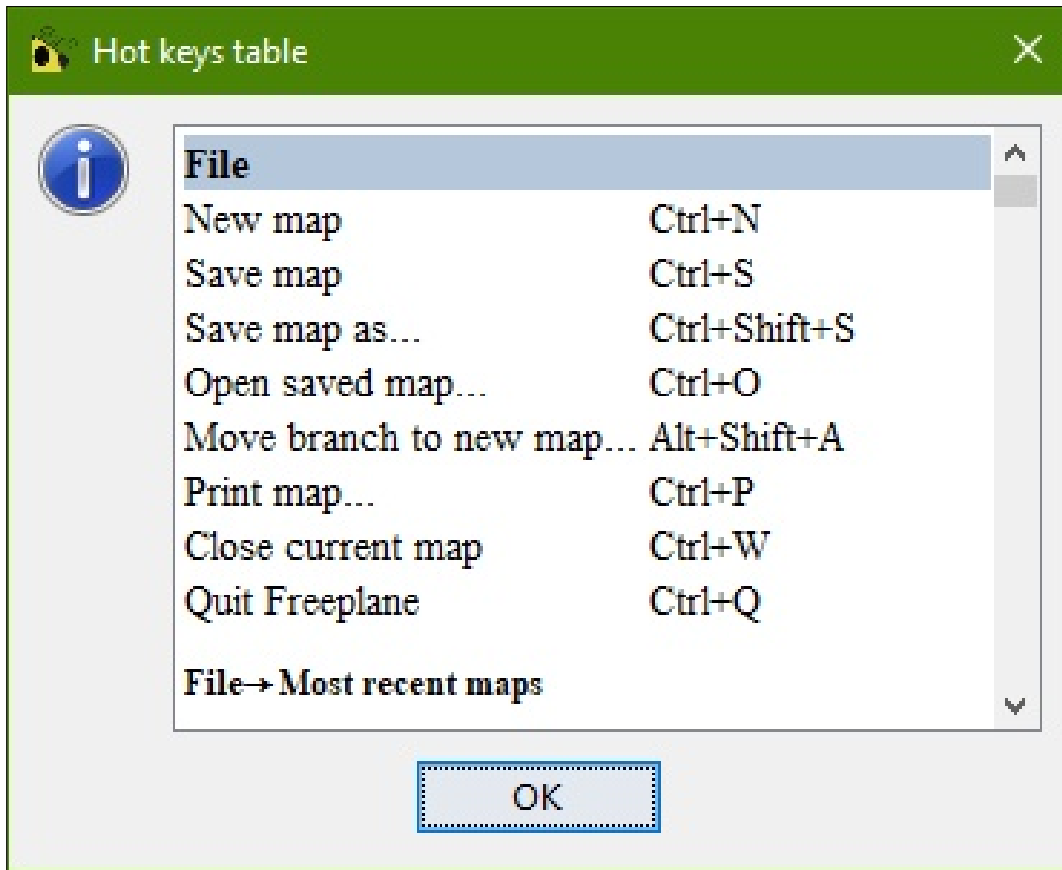 Hot keys table
File
New map Ctrl+N
Save map Ctrl+S
Save map as... Ctrl+Shift+S
Open saved map... Ctrl+O
Move branch to new map... Alt+Shift+A
Print map... Ctrl+P
Close current map Ctrl+W
Quit Freeplane Ctrl+Q
File→Most recent maps
OK